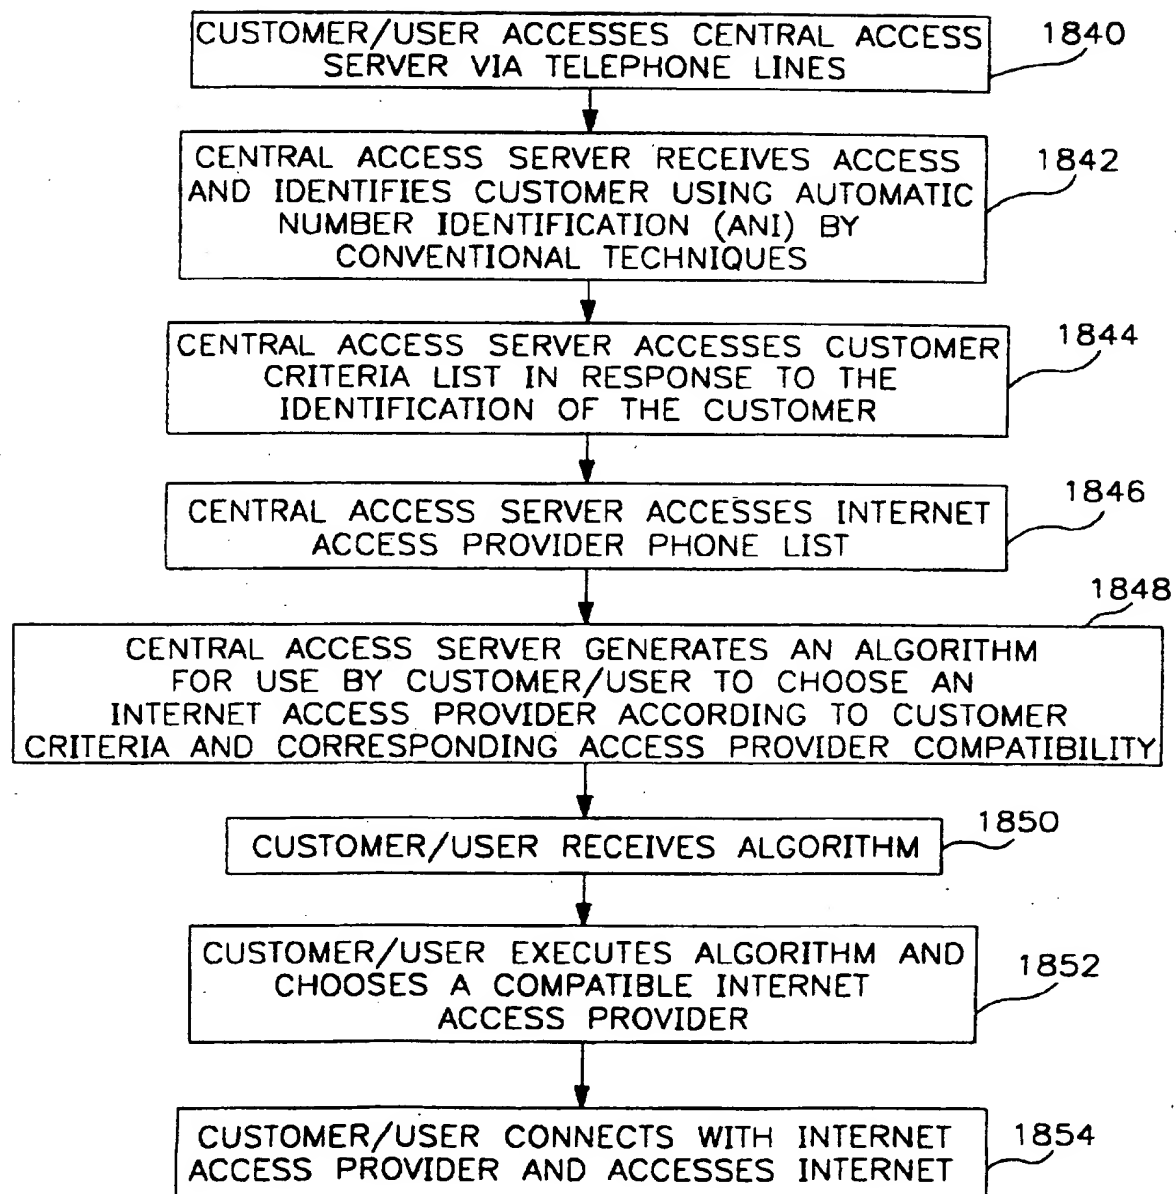 CUSTOMER/USER ACCESSES CENTRAL ACCESS
SERVER VIA TELEPHONE LINES
1840
CENTRAL ACCESS SERVER RECEIVES ACCESS
AND IDENTIFIES CUSTOMER USING AUTOMATIC
NUMBER IDENTIFICATION (ANI) BY
CONVENTIONAL TECHNIQUES
1842
CENTRAL ACCESS SERVER ACCESSES CUSTOMER
CRITERIA LIST IN RESPONSE TO THE
IDENTIFICATION OF THE CUSTOMER
1844
CENTRAL ACCESS SERVER ACCESSES INTERNET
ACCESS PROVIDER PHONE LIST
1846
CENTRAL ACCESS SERVER GENERATES AN ALGORITHM
FOR USE BY CUSTOMER/USER TO CHOOSE AN
INTERNET ACCESS PROVIDER ACCORDING TO CUSTOMER
CRITERIA AND CORRESPONDING ACCESS PROVIDER COMPATIBILITY
1848
CUSTOMER/USER RECEIVES ALGORITHM
1850
CUSTOMER/USER EXECUTES ALGORITHM AND
CHOOSES A COMPATIBLE INTERNET
ACCESS PROVIDER
1852
CUSTOMER/USER CONNECTS WITH INTERNET
ACCESS PROVIDER AND ACCESSES INTERNET
1854